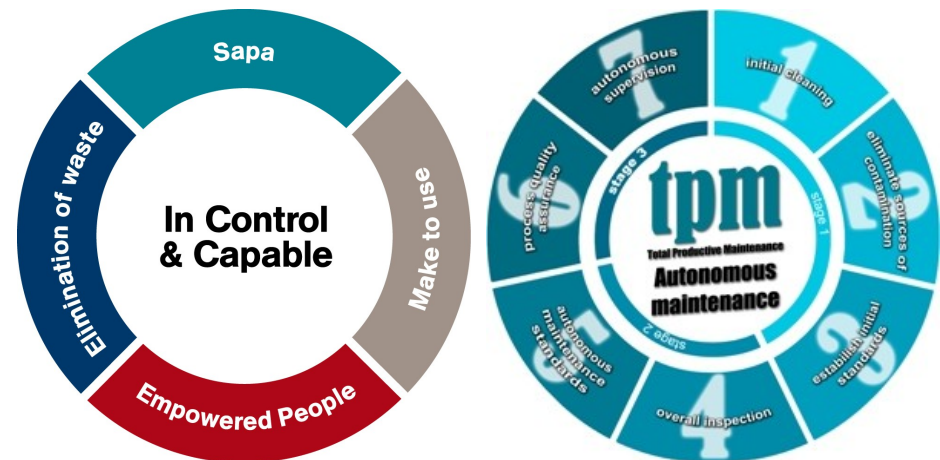 Sapa
Make to use
Empowered People
Elimination of waste
In Control
& Capable
1
initial cleaning
2
eliminate sources of
contamination
3
establish initial
standards
4
overall inspection
5
autonomous
maintenance
standards
6
process quality
assurance
7
autonomous
supervision
stage 1
stage 2
stage 3
tpm
Total Productive Maintenance
Autonomous
maintenance